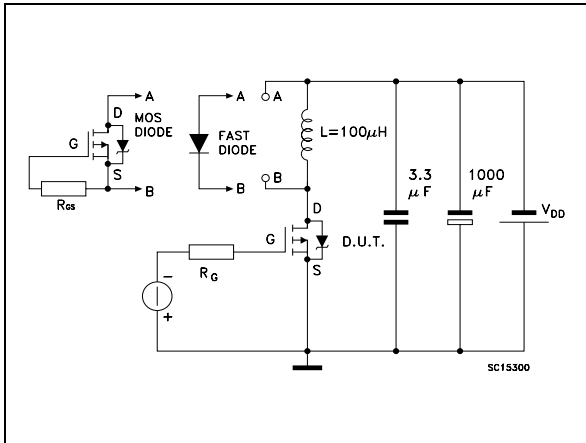 A
D
MOS
DIODE
G
S
B
RGS
A
FAST
DIODE
B
A
L=100μH
B
D
G
D.U.T.
S
RG
3.3
μF
1000
μF
VDD
−
+
SC15300